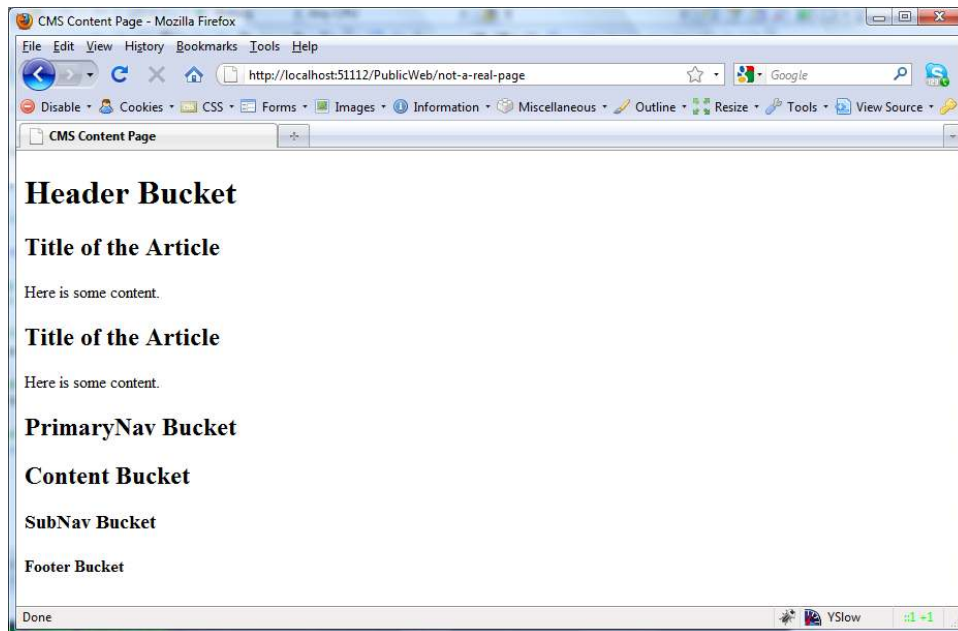 CMS Content Page - Mozilla Firefox
File Edit View History Bookmarks Tools Help
http://localhost:51112/PublicWeb/not-a-real-page
Google
Disable Cookies CSS Forms Images Information Miscellaneous Outline Resize Tools View Source
CMS Content Page
Header Bucket
Title of the Article
Here is some content.
Title of the Article
Here is some content.
PrimaryNav Bucket
Content Bucket
SubNav Bucket
Footer Bucket
Done YSlow